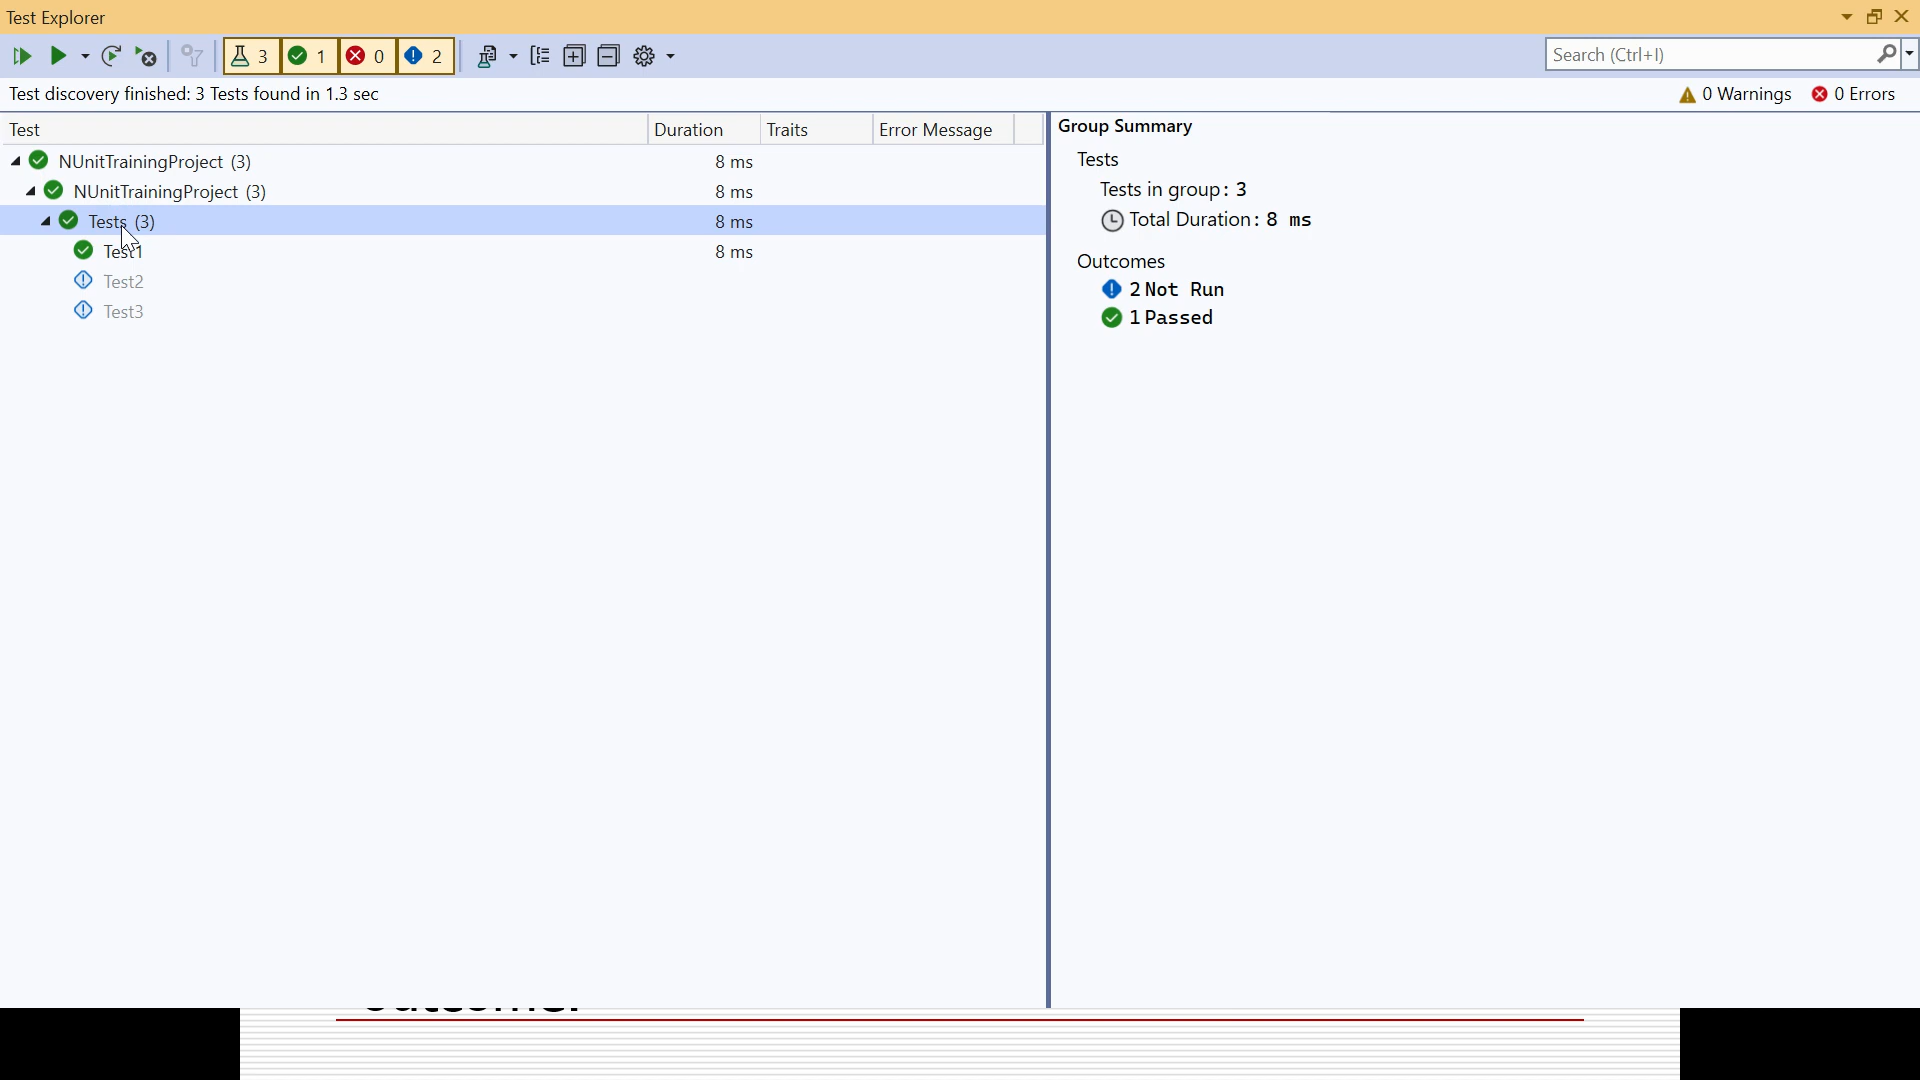 Test Explorer
3 1 0 2
Search (Ctrl+I)
Test discovery finished: 3 Tests found in 1.3 sec
0 Warnings 0 Errors
Test Duration Traits Error Message
NUnitTrainingProject (3) 8 ms
NUnitTrainingProject (3) 8 ms
Tests (3) 8 ms
Test1 8 ms
Test2
Test3
Group Summary
Tests
Tests in group: 3
Total Duration: 8 ms
Outcomes
2 Not Run
1 Passed